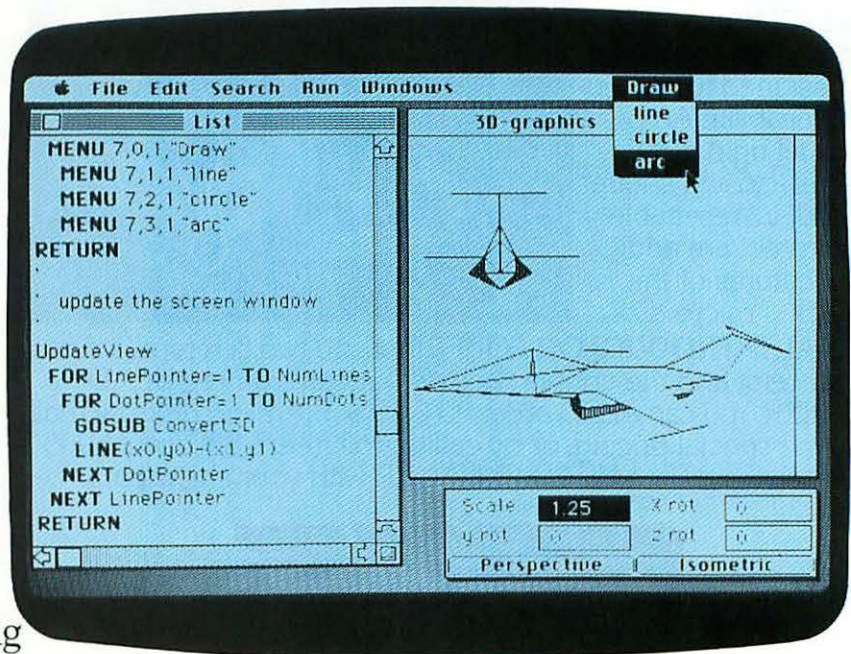 File Edit Search Run Windows Draw
line
circle
arc
List
MENU 7,0,1,"Draw"
MENU 7,1,1,"line"
MENU 7,2,1,"circle"
MENU 7,3,1,"arc"
RETURN
'
' update the screen window
'
UpdateView:
FOR LinePointer=1 TO NumLines
FOR DotPointer=1 TO NumDots
GOSUB Convert3D
LINE(x0,y0)-(x1,y1)
NEXT DotPointer
NEXT LinePointer
RETURN
3D-graphics
Scale 1.25 X rot 0
y rot 0 z rot 0
Perspective Isometric